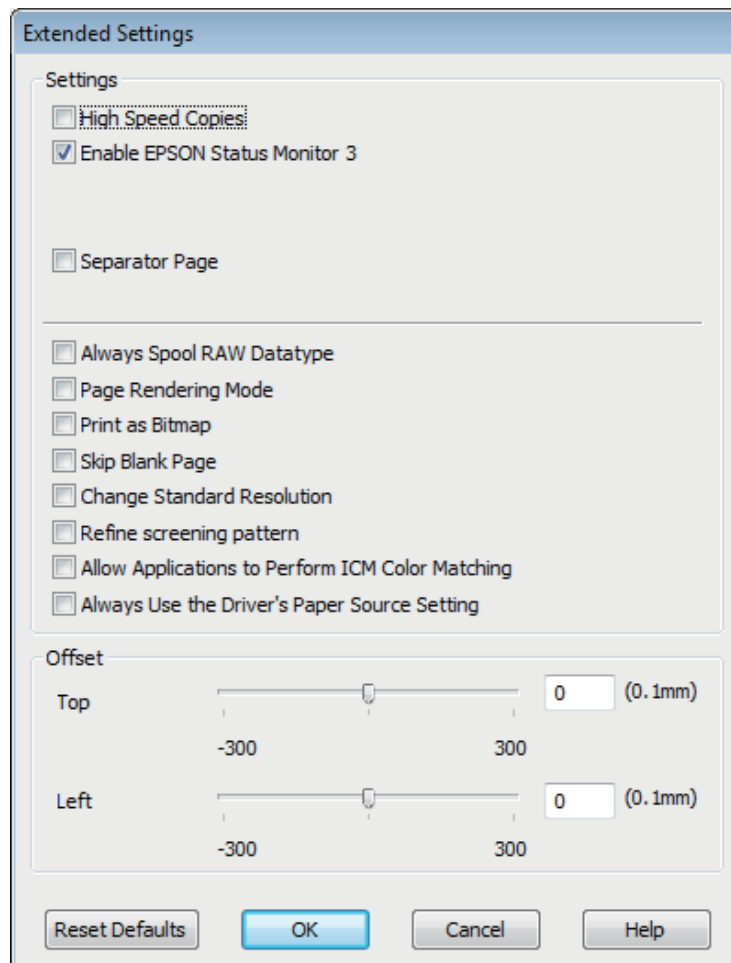 Extended Settings
Settings
High Speed Copies
Enable EPSON Status Monitor 3
Separator Page
Always Spool RAW Datatype
Page Rendering Mode
Print as Bitmap
Skip Blank Page
Change Standard Resolution
Refine screening pattern
Allow Applications to Perform ICM Color Matching
Always Use the Driver's Paper Source Setting
Offset
Top 0 (0.1mm)
-300 300
Left 0 (0.1mm)
-300 300
Reset Defaults OK Cancel Help